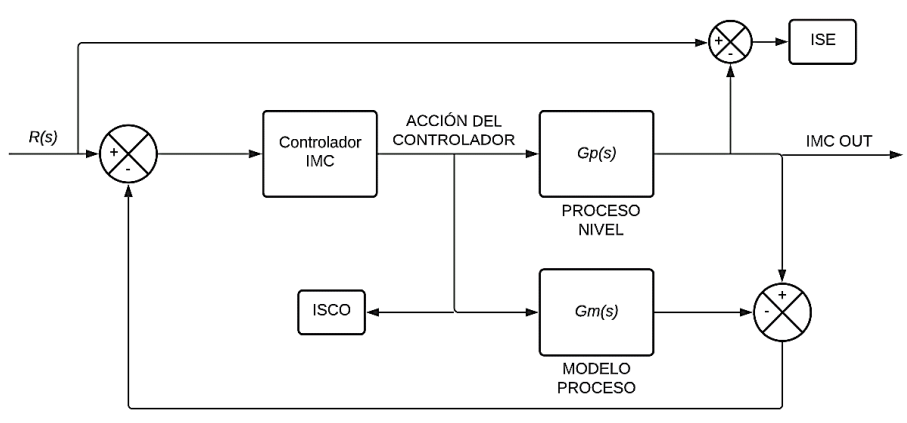 +
-
ISE
R(s)
+
-
Controlador
IMC
ACCIÓN DEL
CONTROLADOR
Gp(s)
IMC OUT
PROCESO
NIVEL
ISCO
Gm(s)
+
-
MODELO
PROCESO